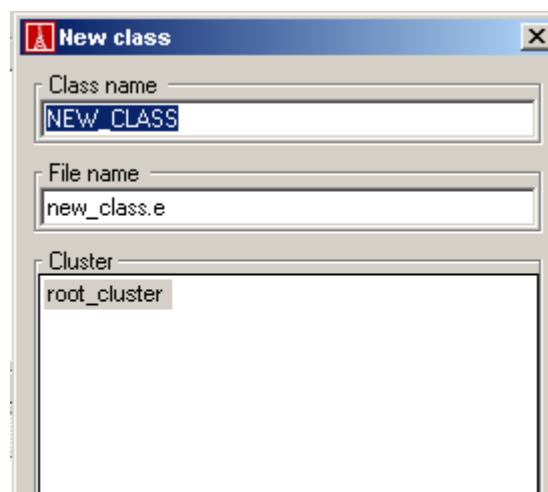 New class
Class name
NEW_CLASS
File name
new_class.e
Cluster
root_cluster